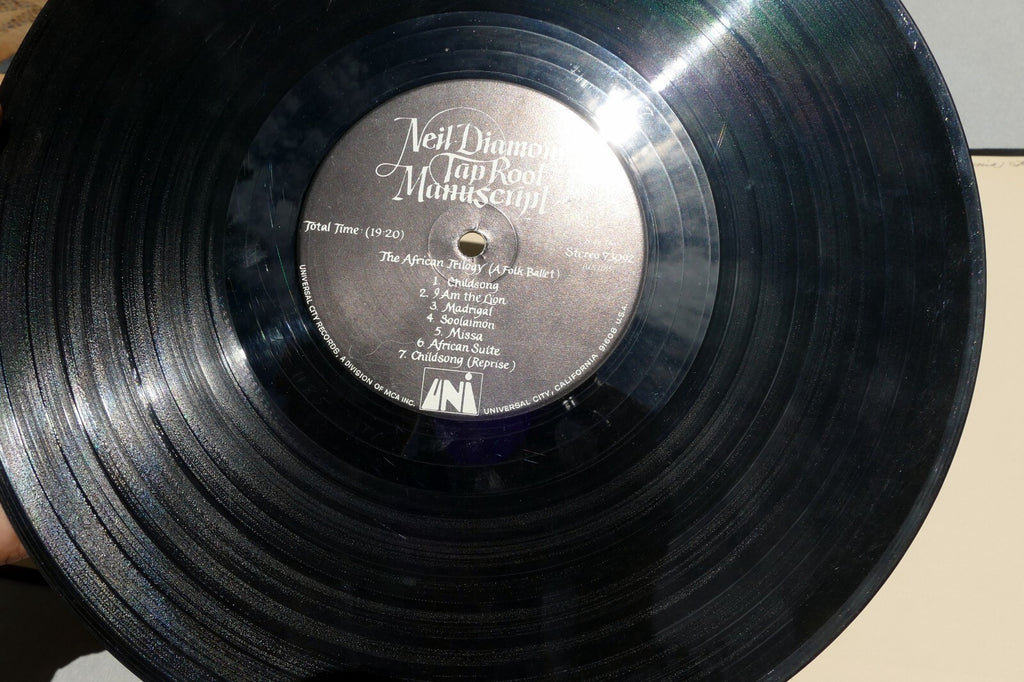 Neil Diamond
Tap Root
Manuscript
Total Time: (19:20)
Stereo 73092
The African Trilogy (A Folk Ballet)
1. Childsong
2. I Am the Lion
3. Madrigal
4. Soolaimón
5. Missa
6. African Suite
7. Childsong (Reprise)
UNi
UNIVERSAL CITY RECORDS, A DIVISION OF MCA INC.
UNIVERSAL CITY, CALIFORNIA 91608 U.S.A.